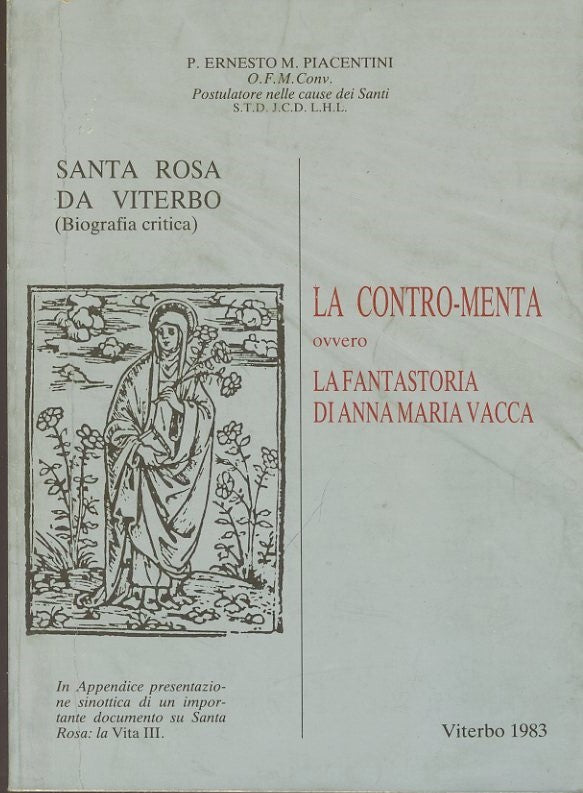 P. ERNESTO M. PIACENTINI
O.F.M. Conv.
Postulatore nelle cause dei Santi
S.T.D. J.C.D. L.H.L.
SANTA ROSA
DA VITERBO
(Biografia critica)
LA CONTRO-MENTA
ovvero
LA FANTASTORIA
DI ANNA MARIA VACCA
In Appendice presentazio-
ne sinottica di un impor-
tante documento su Santa
Rosa: la Vita III.
Viterbo 1983